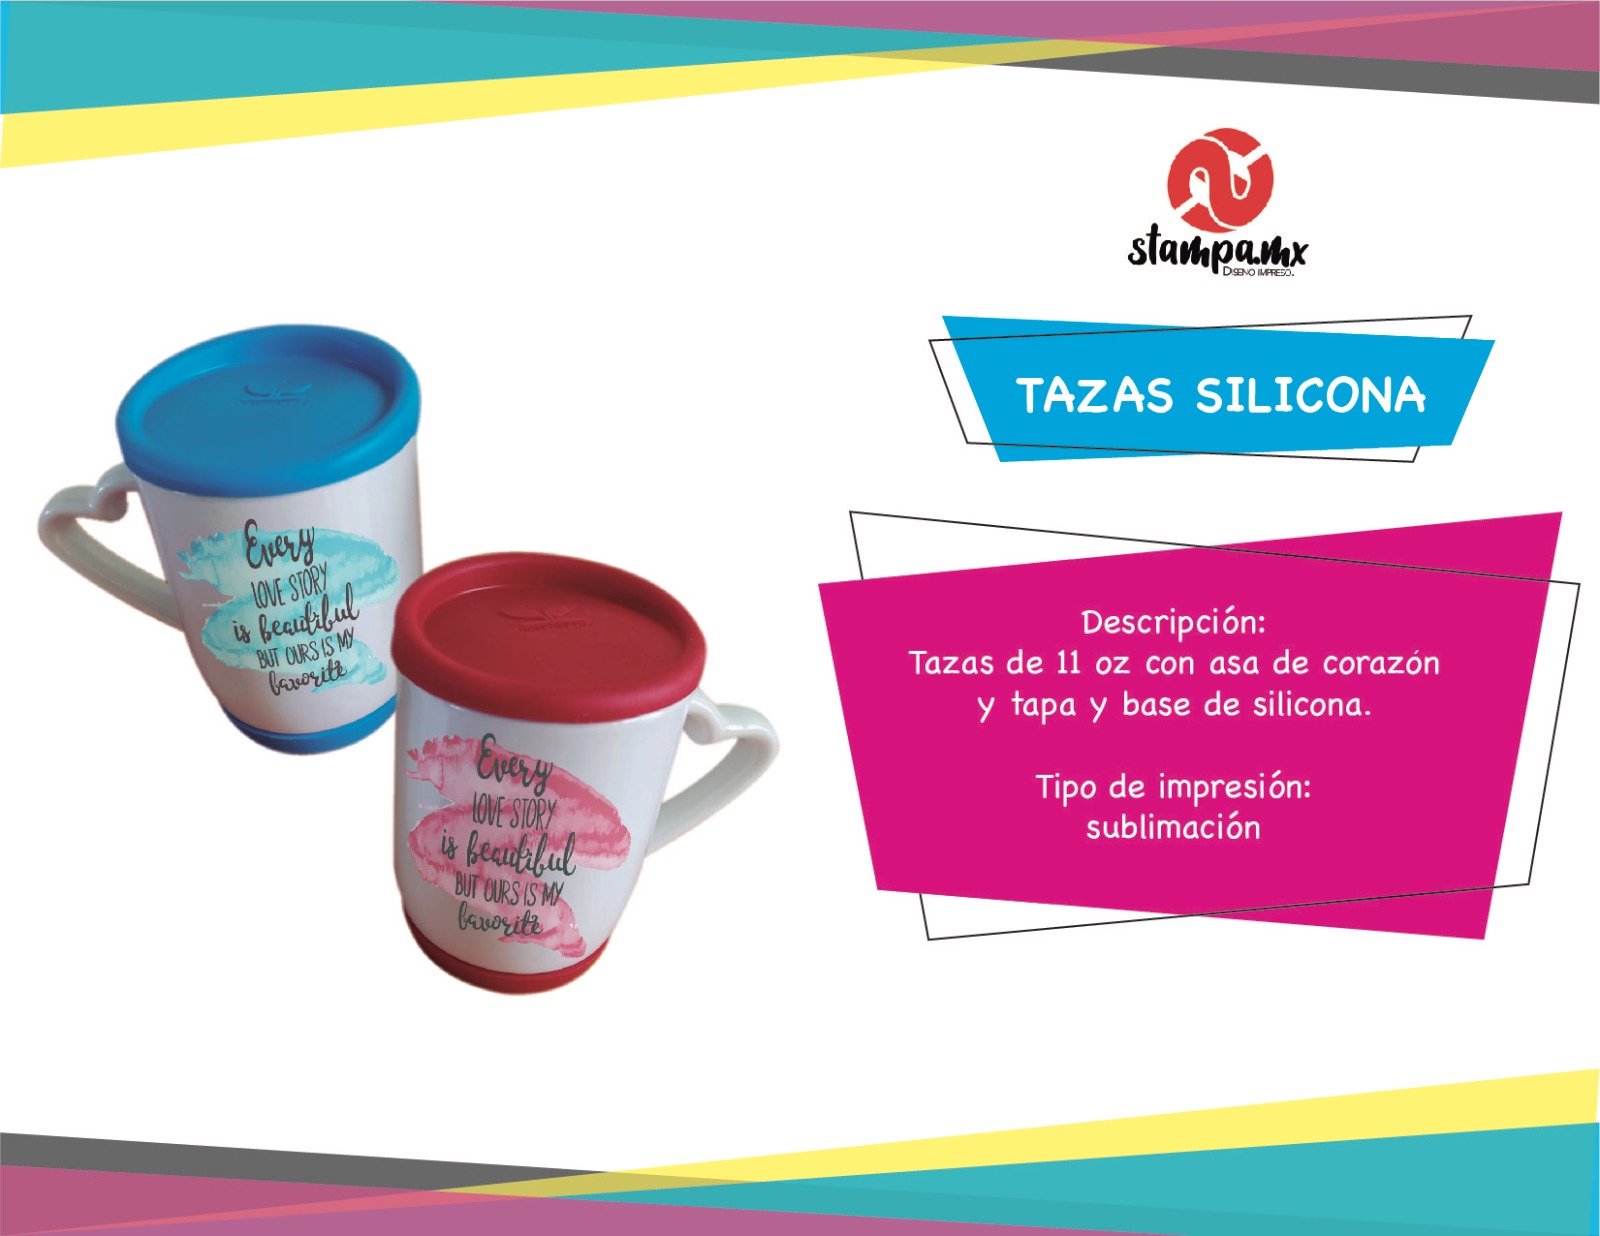 stampa.mx
DISENO IMPRESO.
TAZAS SILICONA
Descripción:
Tazas de 11 oz con asa de corazón
y tapa y base de silicona.
Tipo de impresión:
sublimación
Every
LOVE STORY
is beautiful
BUT OURS IS MY
favorite
Every
LOVE STORY
is beautiful
BUT OURS IS MY
favorite